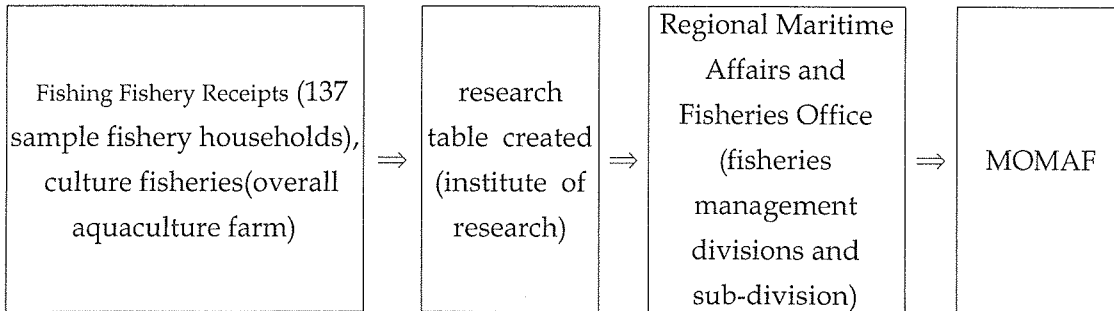 Fishing Fishery Receipts (137
sample fishery households),
culture fisheries(overall
aquaculture farm)
⇒
research
table created
(institute of
research)
⇒
Regional Maritime
Affairs and
Fisheries Office
(fisheries
management
divisions and
sub-division)
⇒
MOMAF